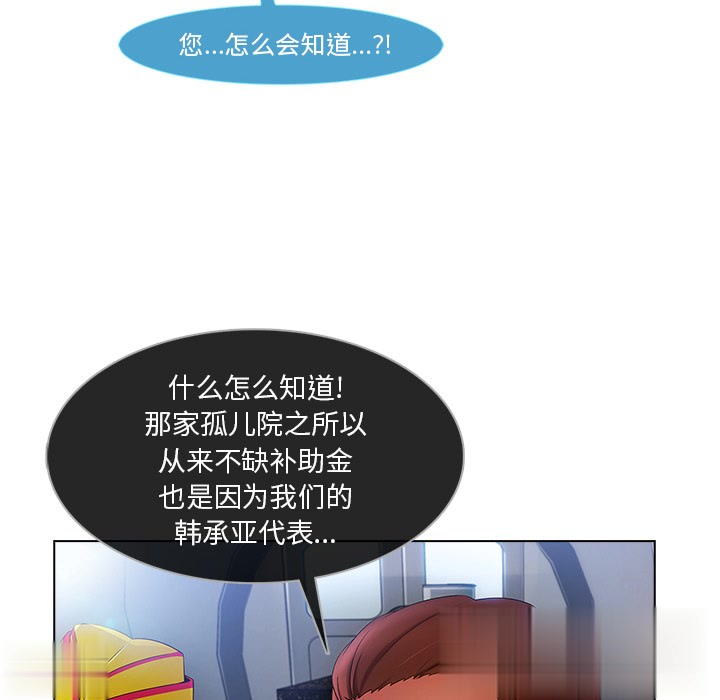 您...怎么会知道...?!
什么怎么知道!
那家孤儿院之所以
从来不缺补助金
也是因为我们的
韩承亚代表...